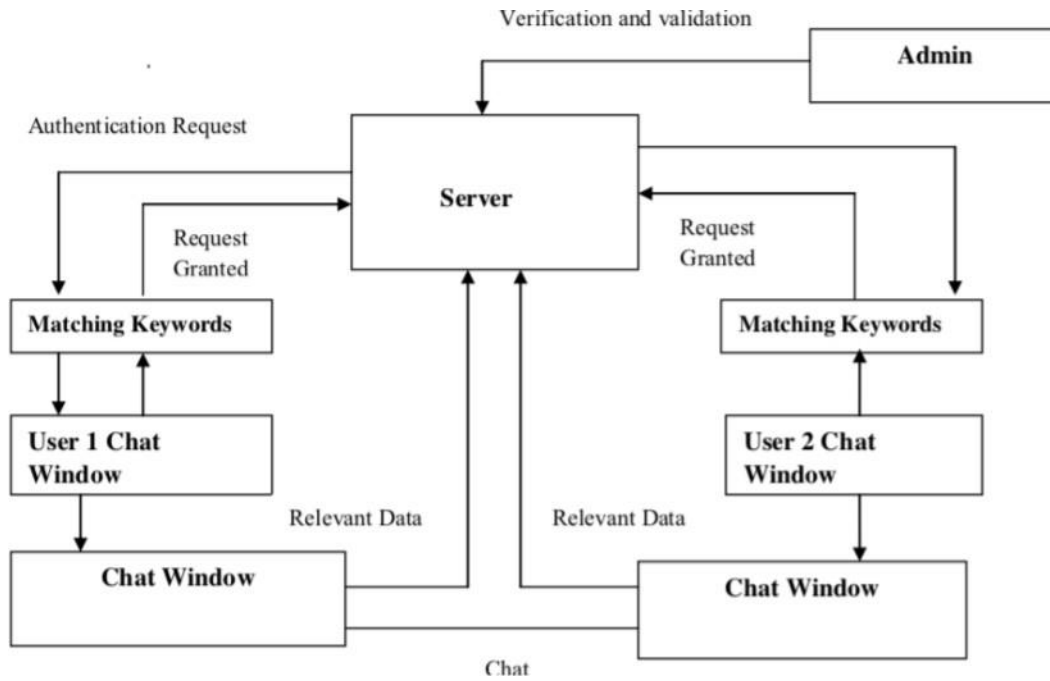 Verification and validation
Admin
Authentication Request
Server
Request
Granted
Request
Granted
Matching Keywords
Matching Keywords
User 1 Chat
Window
User 2 Chat
Window
Relevant Data
Relevant Data
Chat Window
Chat Window
Chat